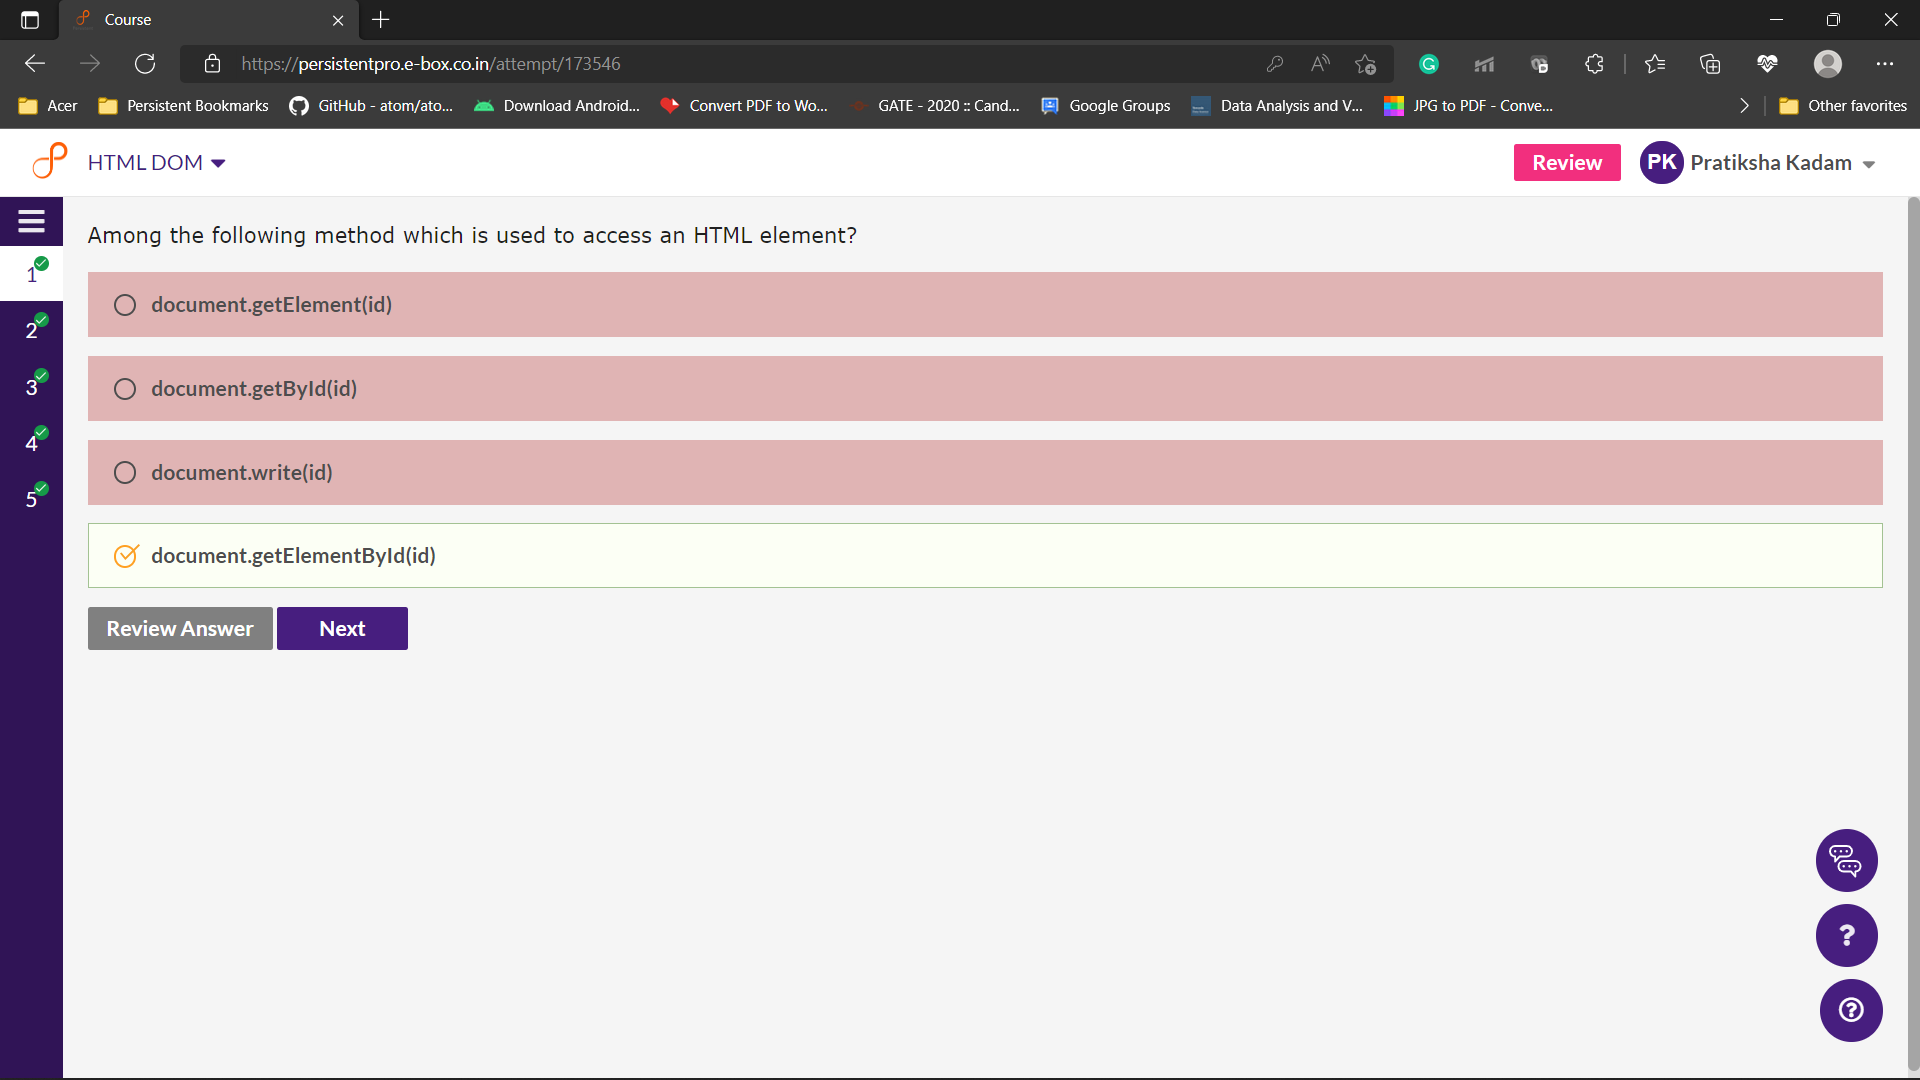 Course
https://persistentpro.e-box.co.in/attempt/173546
Acer
Persistent Bookmarks
GitHub - atom/ato...
Download Android...
Convert PDF to Wo...
GATE - 2020 :: Cand...
Google Groups
Data Analysis and V...
JPG to PDF - Conve...
Other favorites
HTML DOM
Review
PK
Pratiksha Kadam
1
2
3
4
5
Among the following method which is used to access an HTML element?
document.getElement(id)
document.getById(id)
document.write(id)
document.getElementById(id)
Review Answer
Next
?
?